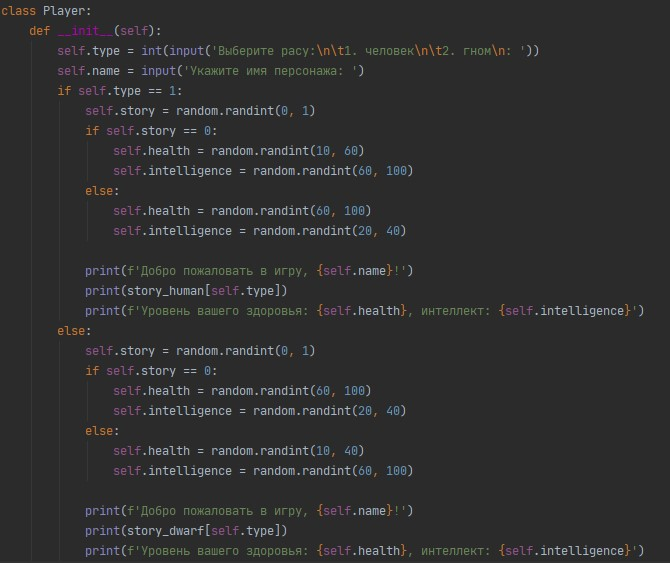 class Player:
    def __init__(self):
        self.type = int(input('Выберите расу:\n\t1. человек\n\t2. гном\n: '))
        self.name = input('Укажите имя персонажа: ')
        if self.type == 1:
            self.story = random.randint(0, 1)
            if self.story == 0:
                self.health = random.randint(10, 60)
                self.intelligence = random.randint(60, 100)
            else:
                self.health = random.randint(60, 100)
                self.intelligence = random.randint(20, 40)

            print(f'Добро пожаловать в игру, {self.name}!')
            print(story_human[self.type])
            print(f'Уровень вашего здоровья: {self.health}, интеллект: {self.intelligence}')
        else:
            self.story = random.randint(0, 1)
            if self.story == 0:
                self.health = random.randint(60, 100)
                self.intelligence = random.randint(20, 40)
            else:
                self.health = random.randint(10, 40)
                self.intelligence = random.randint(60, 100)

            print(f'Добро пожаловать в игру, {self.name}!')
            print(story_dwarf[self.type])
            print(f'Уровень вашего здоровья: {self.health}, интеллект: {self.intelligence}')